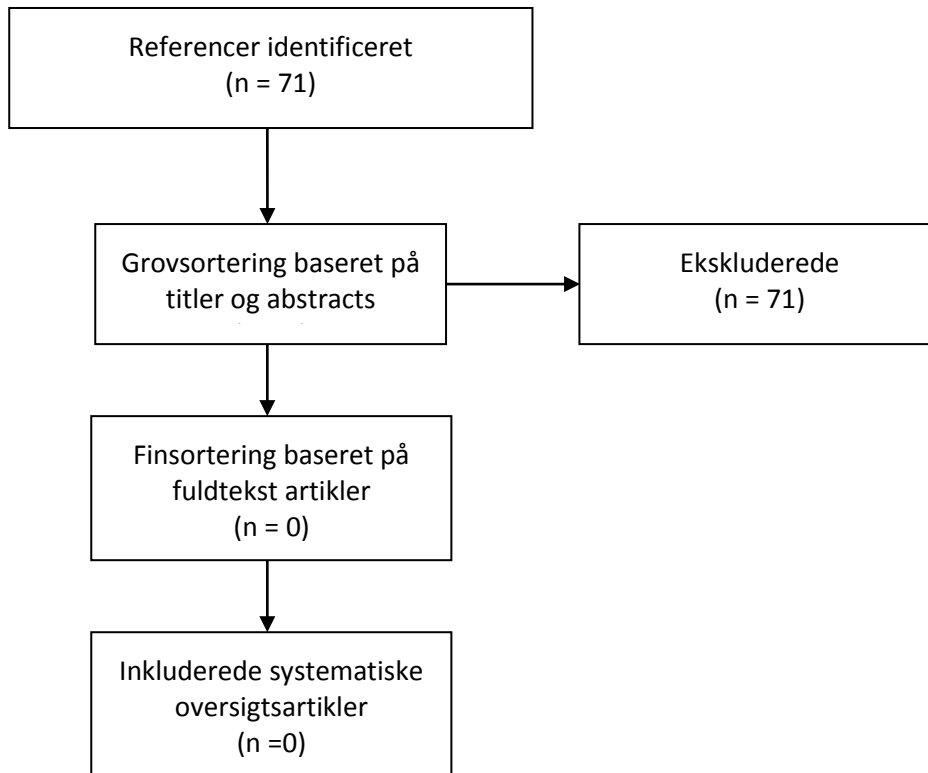 Referencer identificeret
(n = 71)
Grovsortering baseret på
titler og abstracts
Ekskluderede
(n = 71)
Finsortering baseret på
fuldtekst artikler
(n = 0)
Inkluderede systematiske
oversigtsartikler
(n =0)